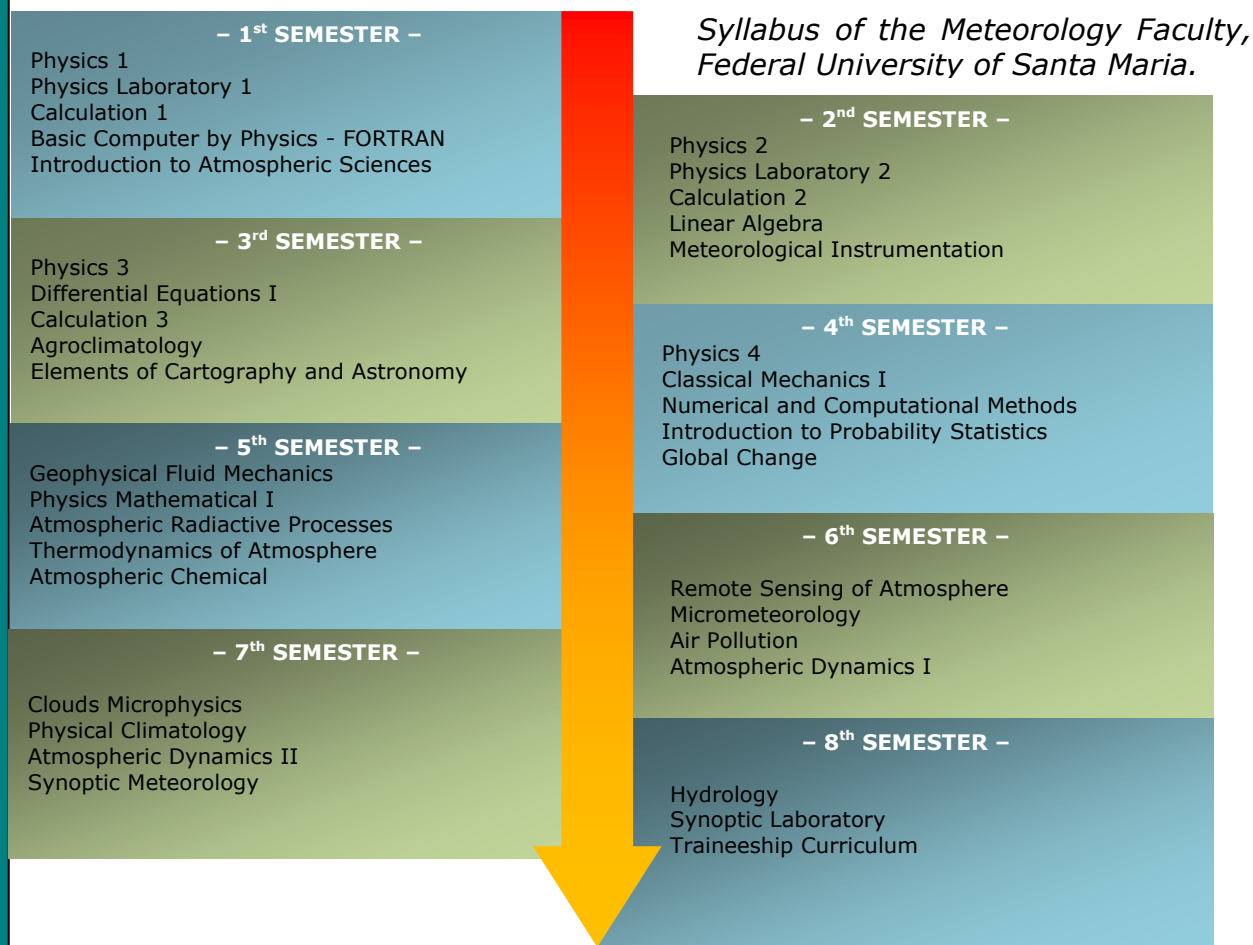 Syllabus of the Meteorology Faculty,
Federal University of Santa Maria.
– 1st SEMESTER –
Physics 1
Physics Laboratory 1
Calculation 1
Basic Computer by Physics - FORTRAN
Introduction to Atmospheric Sciences
– 2nd SEMESTER –
Physics 2
Physics Laboratory 2
Calculation 2
Linear Algebra
Meteorological Instrumentation
– 3rd SEMESTER –
Physics 3
Differential Equations I
Calculation 3
Agroclimatology
Elements of Cartography and Astronomy
– 4th SEMESTER –
Physics 4
Classical Mechanics I
Numerical and Computational Methods
Introduction to Probability Statistics
Global Change
– 5th SEMESTER –
Geophysical Fluid Mechanics
Physics Mathematical I
Atmospheric Radiactive Processes
Thermodynamics of Atmosphere
Atmospheric Chemical
– 6th SEMESTER –
Remote Sensing of Atmosphere
Micrometeorology
Air Pollution
Atmospheric Dynamics I
– 7th SEMESTER –
Clouds Microphysics
Physical Climatology
Atmospheric Dynamics II
Synoptic Meteorology
– 8th SEMESTER –
Hydrology
Synoptic Laboratory
Traineeship Curriculum